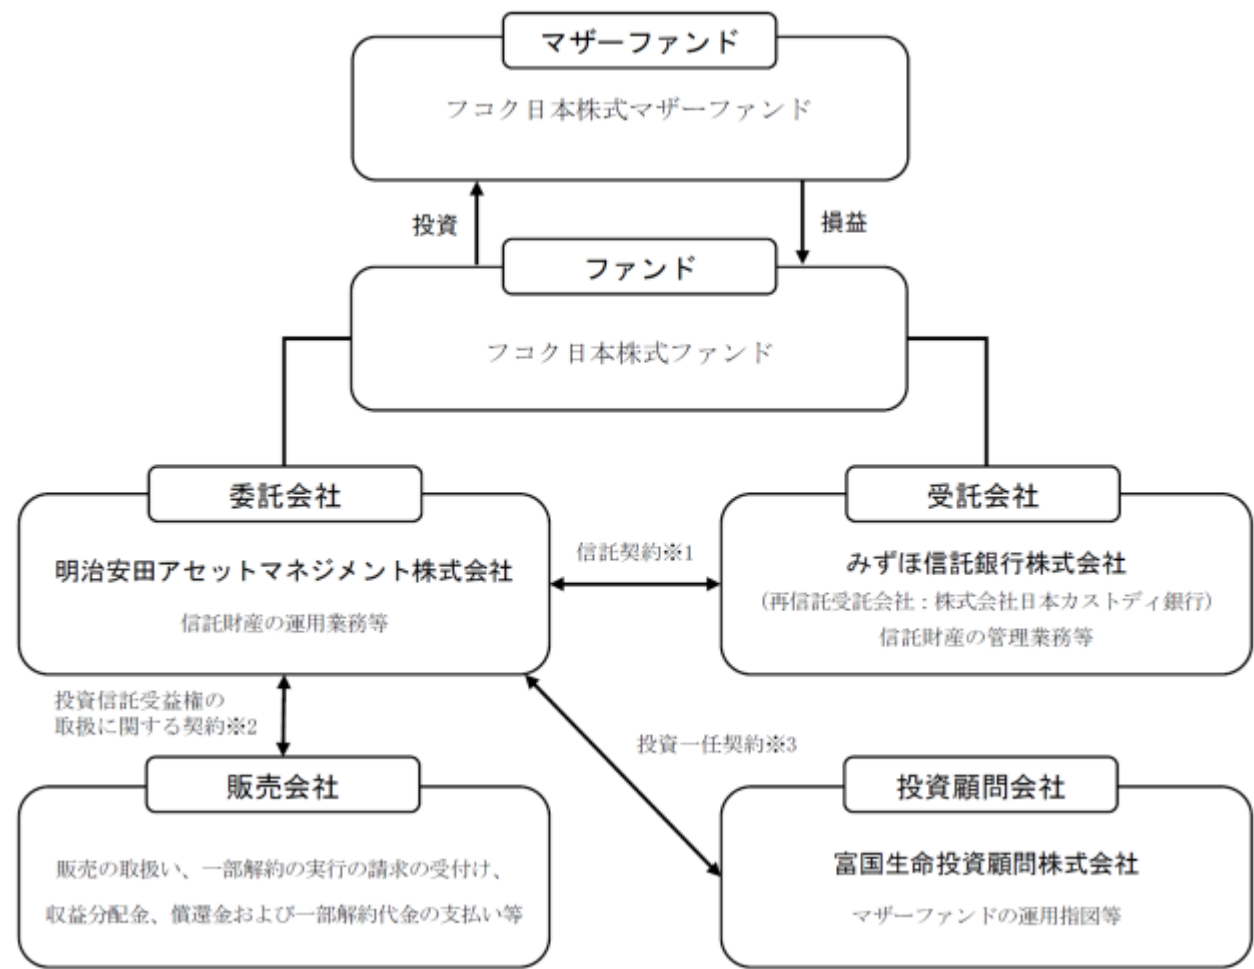 マザーファンド
フコク日本株式マザーファンド
投資
損益
ファンド
フコク日本株式ファンド
委託会社
明治安田アセットマネジメント株式会社
信託財産の運用業務等
信託契約※1
受託会社
みずほ信託銀行株式会社
(再信託受託会社：株式会社日本カストディ銀行)
信託財産の管理業務等
投資信託受益権の
取扱に関する契約※2
投資一任契約※3
販売会社
販売の取扱い、一部解約の実行の請求の受付け、
収益分配金、償還金および一部解約代金の支払い等
投資顧問会社
富国生命投資顧問株式会社
マザーファンドの運用指図等